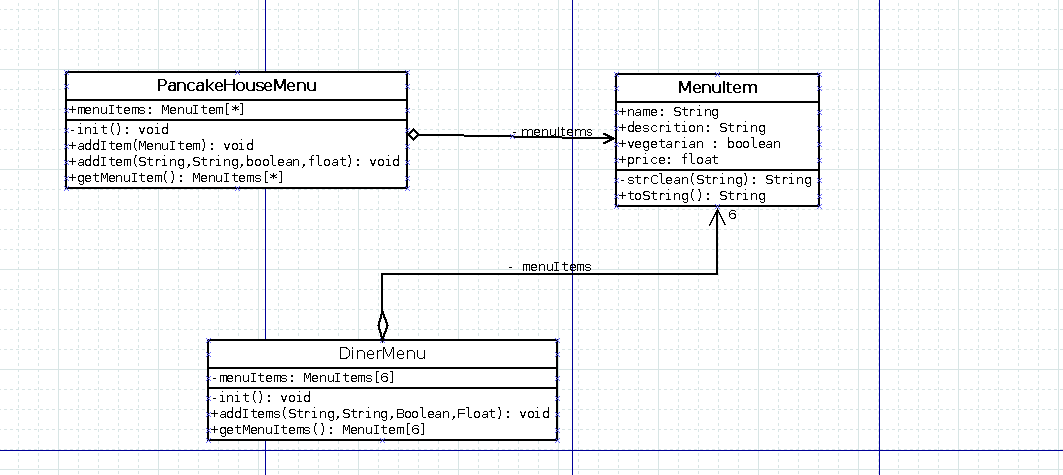 PancakeHouseMenu
+menuItems: MenuItem[*]
-init(): void
+addItem(MenuItem): void
+addItem(String,String,boolean,float): void
+getMenuItem(): MenuItems[*]
- menuItems
MenuItem
+name: String
+descrition: String
+vegetarian : boolean
+price: float
-strClean(String): String
+toString(): String
6
- menuItems
DinerMenu
-menuItems: MenuItems[6]
-init(): void
+addItems(String,String,Boolean,Float): void
+getMenuItems(): MenuItem[6]